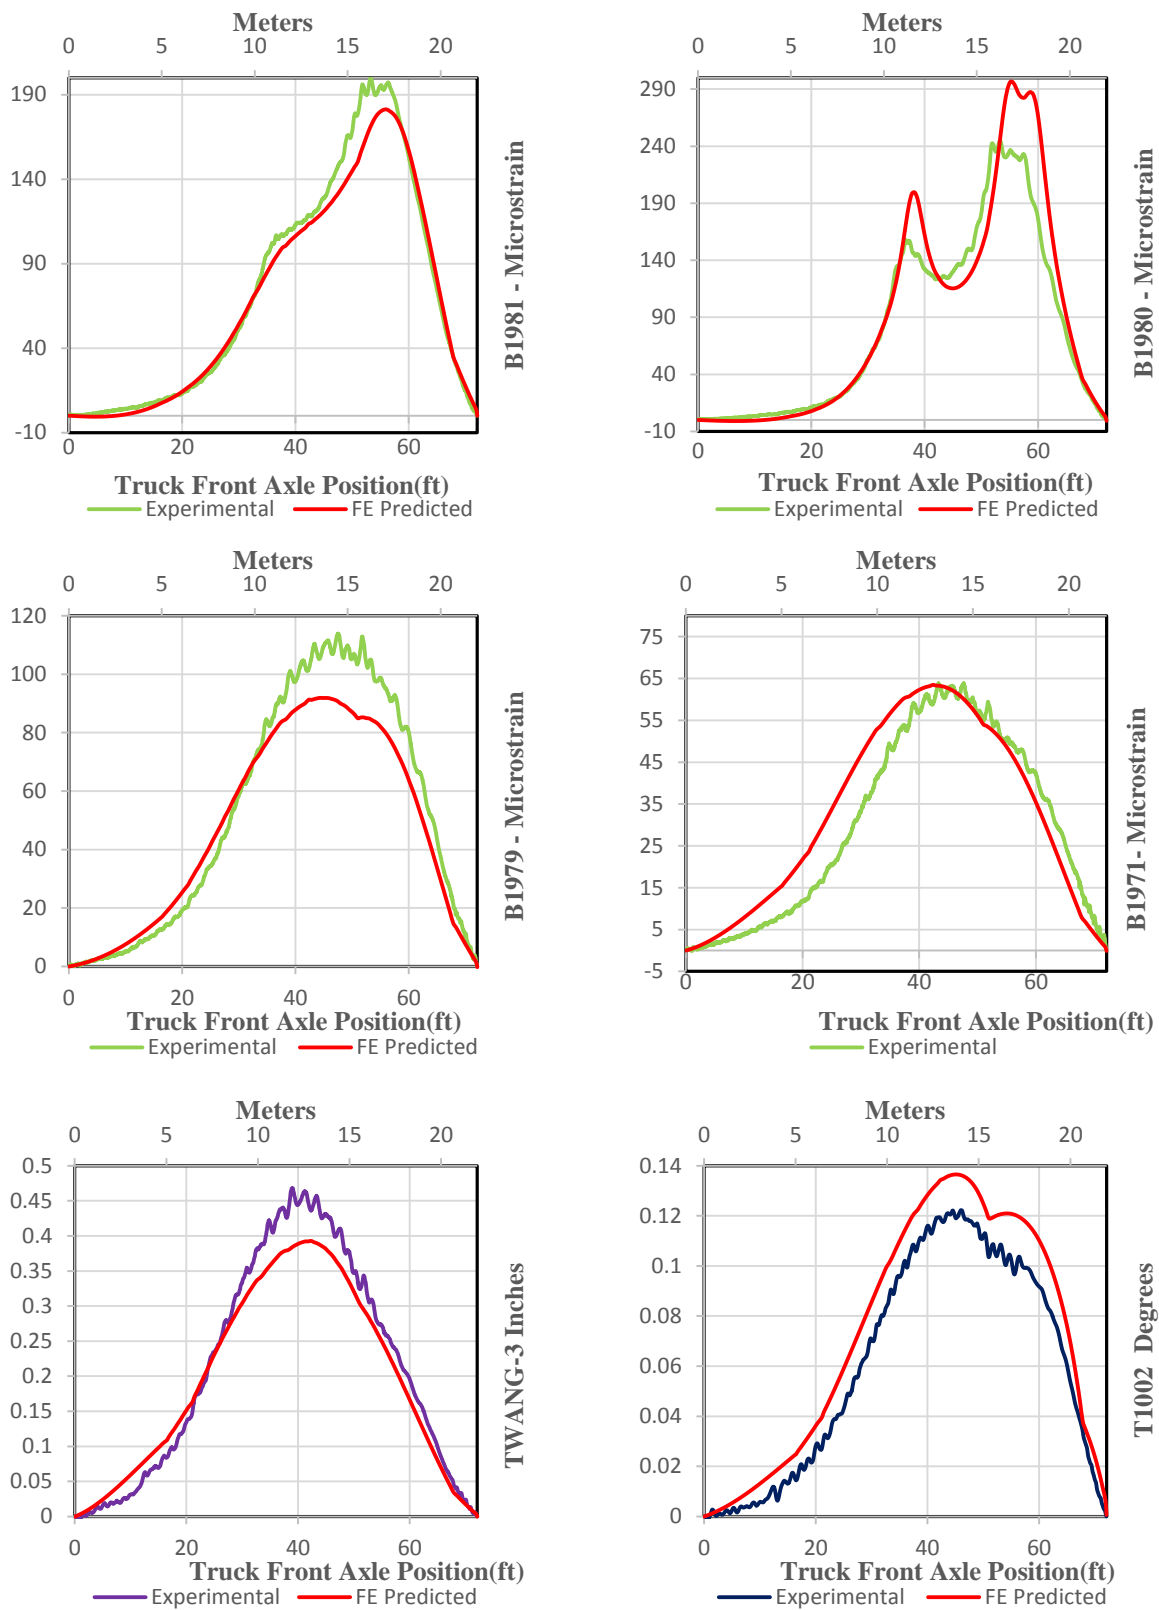 Meters
0 5 10 15 20
190
140
90
40
-10
0 20 40 60
B1981 - Microstrain
Truck Front Axle Position(ft)
Experimental FE Predicted
Meters
0 5 10 15 20
290
240
190
140
90
40
-10
0 20 40 60
B1980 - Microstrain
Truck Front Axle Position(ft)
Experimental FE Predicted
Meters
0 5 10 15 20
120
100
80
60
40
20
0
0 20 40 60
B1979 - Microstrain
Truck Front Axle Position(ft)
Experimental FE Predicted
Meters
0 5 10 15 20
75
65
55
45
35
25
15
5
-5
0 20 40 60
B1971- Microstrain
Truck Front Axle Position(ft)
Experimental
Meters
0 5 10 15 20
0.5
0.45
0.4
0.35
0.3
0.25
0.2
0.15
0.1
0.05
0
0 20 40 60
TWANG-3 Inches
Truck Front Axle Position(ft)
Experimental FE Predicted
Meters
0 5 10 15 20
0.14
0.12
0.1
0.08
0.06
0.04
0.02
0
0 20 40 60
T1002 Degrees
Truck Front Axle Position(ft)
Experimental FE Predicted